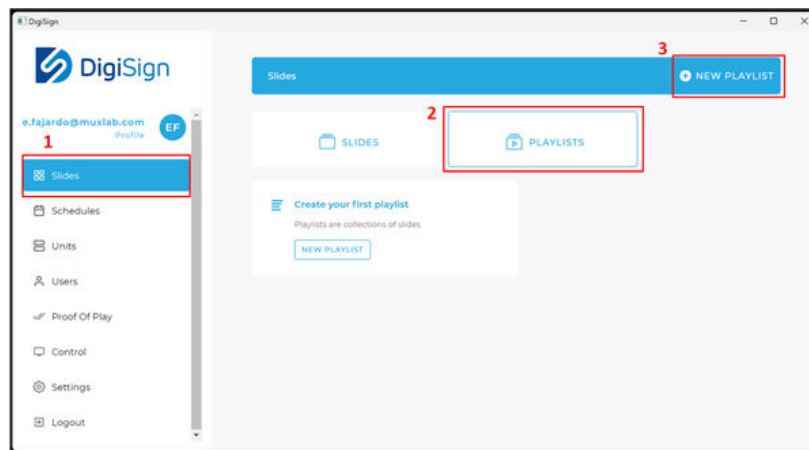 DigiSign
DigiSign
e.fajardo@muxlab.com
Profile
EF
1
Slides
Schedules
Units
Users
Proof Of Play
Control
Settings
Logout
3
Slides
NEW PLAYLIST
2
SLIDES
PLAYLISTS
Create your first playlist
Playlists are collections of slides
NEW PLAYLIST